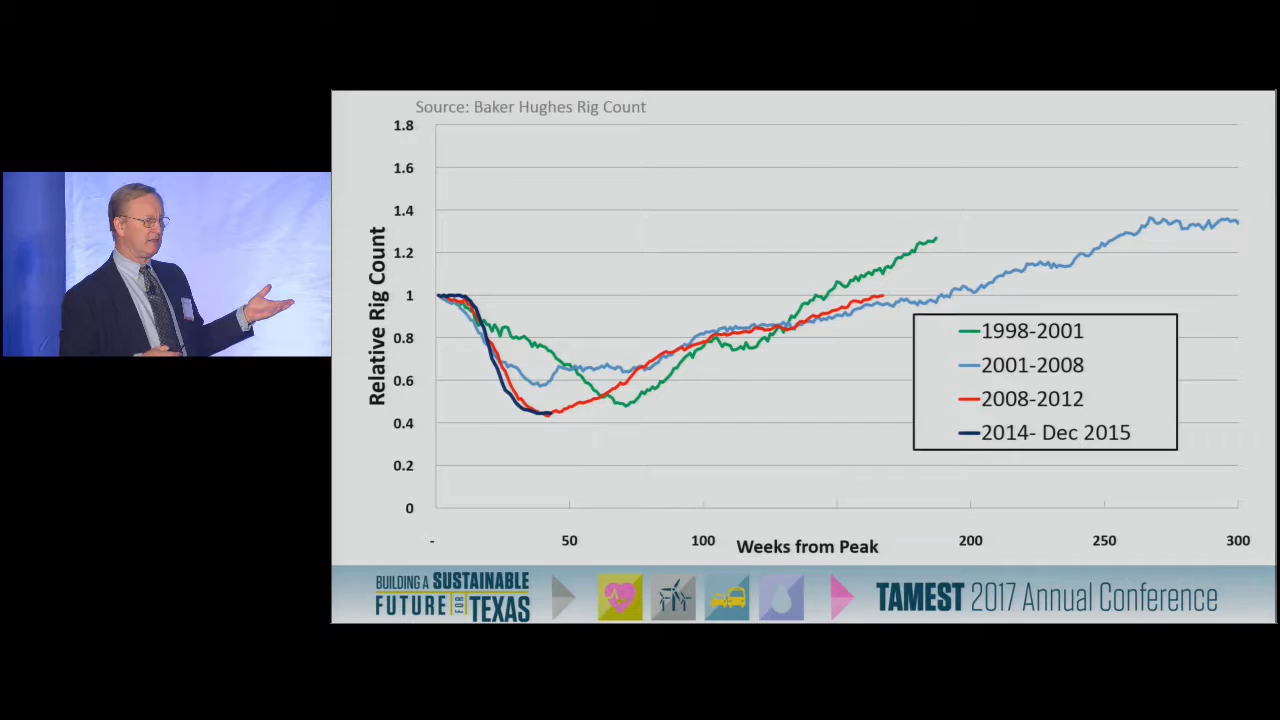 Source: Baker Hughes Rig Count
1.8
1.6
1.4
1.2
1
0.8
0.6
0.4
0.2
0
Relative Rig Count
-
50
100
200
250
300
Weeks from Peak
1998-2001
2001-2008
2008-2012
2014- Dec 2015
BUILDING A SUSTAINABLE
FUTURE FOR TEXAS
TAMEST 2017 Annual Conference